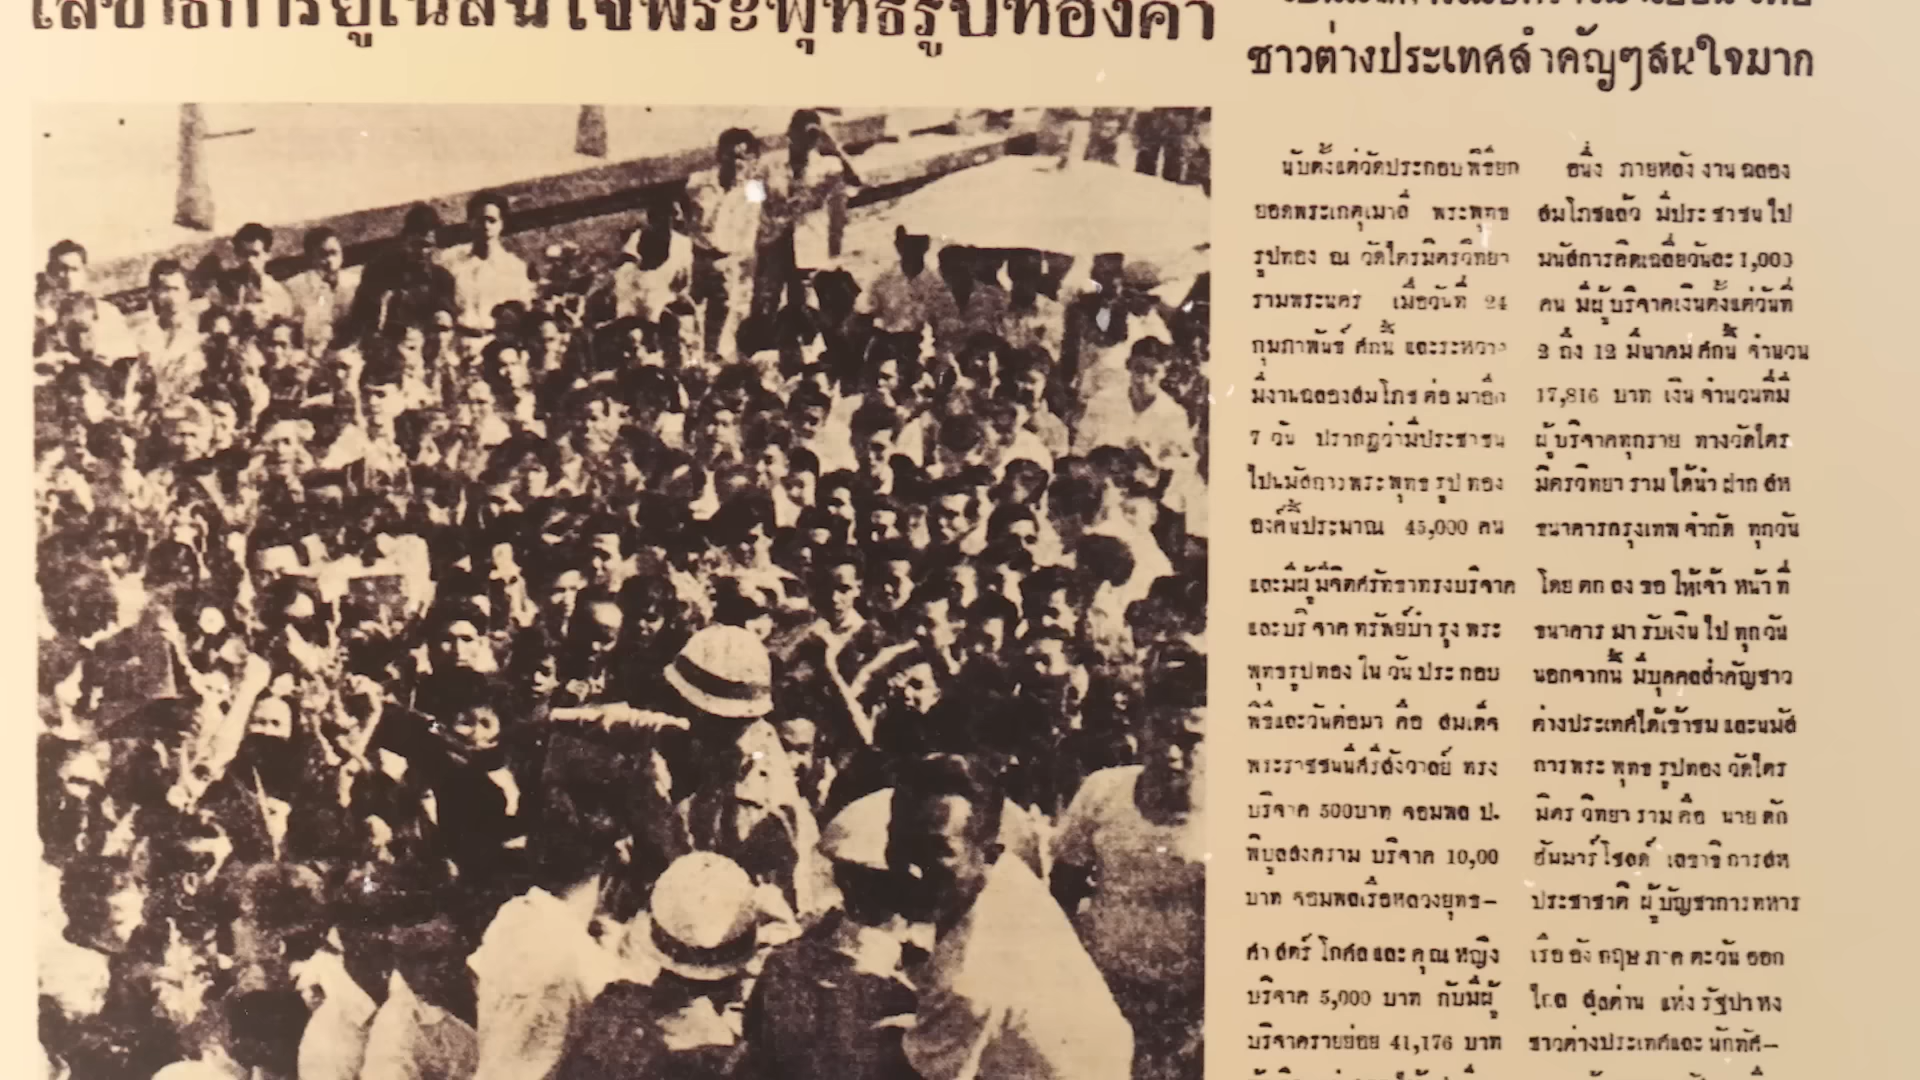 เลขาธิการยูเนสนใจพระพุทธรูปทองคำ
ชาวต่างประเทศสำคัญๆสนใจมาก
นับตั้งแต่วัดประกอบพิธียก
ยอดพระเกตุเมาลี พระพุทธ
รูปทอง ณ วัดไตรมิตรวิทยา
รามพระนคร เมื่อวันที่ 24
กุมภาพันธ์ ศกนี้ และระหว่าง
มีงานฉลองสมโภช ต่อ มาอีก
7 วัน ปรากฏว่ามีประชาชน
ไปนมัสการพระพุทธ รูป ทอง
องค์นี้ประมาณ 45,000 คน
และมีผู้มีจิตศรัทธาทรงบริจาค
และบริจาคทรัพย์บำรุง พระ
พุทธรูปทอง ใน วัน ประกอบ
พิธีและวันต่อมา คือ สมเด็จ
พระราชชนนีศรีสังวาลย์ ทรง
บริจาค 500บาท จอมพล ป.
พิบูลสงคราม บริจาค 10,00
บาท จอมพลเรือหลวงยุทธ-
ศาสตร์ โกศลและ คุณ หญิง
บริจาค 5,000 บาท กับมีผู้
บริจาครายย่อย 41,176 บาท
อนึ่ง ภายหลัง งาน ฉลอง
สมโภชแล้ว มีประชาชน ไป
มนัสการคิดเฉลี่ยวันละ 1,000
คน มีผู้บริจาคเงินตั้งแต่วันที่
2 ถึง 12 มีนาคม ศกนี้ จำนวน
17,816 บาท เงินจำนวนที่มี
ผู้บริจาคทุกราย ทางวัดไตร
มิตรวิทยา ราม ได้นำ ฝาก สห
ธนาคารกรุงเทพ จำกัด ทุกวัน
โดย ตก ลง ขอ ให้เจ้า หน้า ที่
ธนาคาร มา รับเงิน ไป ทุกวัน
นอกจากนี้ มีบุคคลสำคัญชาว
ต่างประเทศได้เข้าชม และนมัส
การพระ พุทธ รูปทอง วัดไตร
มิตร วิทยา ราม คือ นาย ดัก
ฮัมมาร์โชลด์ เลขาธิการสห
ประชาชาติ ผู้บัญชาการทหาร
เรือ อัง กฤษ ภาค ตะวัน ออก
ไกล สุลต่าน แห่ง รัฐปาหัง
ชาวต่างประเทศและ นักทัศ-